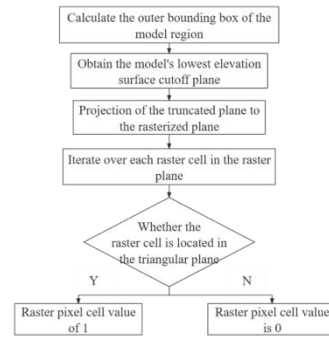 Calculate the outer bounding box of the
model region
Obtain the model's lowest elevation
surface cutoff plane
Projection of the truncated plane to
the rasterized plane
Iterate over each raster cell in the raster
plane
Whether the
raster cell is located in
the triangular plane
Y
N
Raster pixel cell value
of 1
Raster pixel cell value
is 0